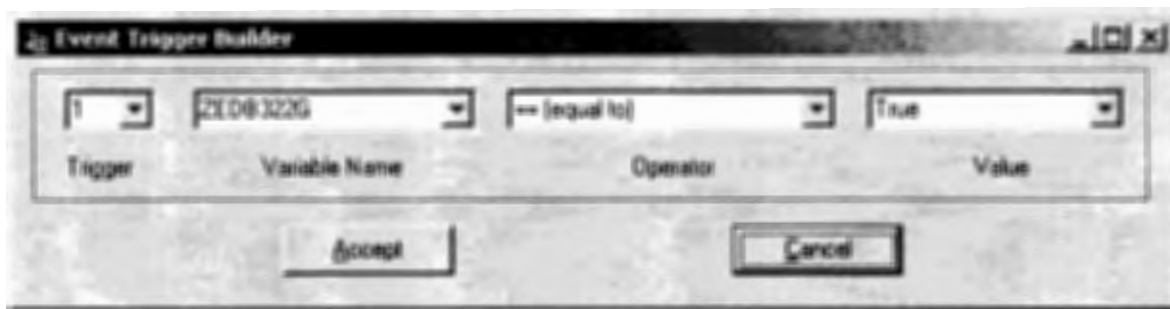 Event Trigger Builder
1 ZEDB322G == (equal to) True
Trigger Variable Name Operator Value
Accept Cancel